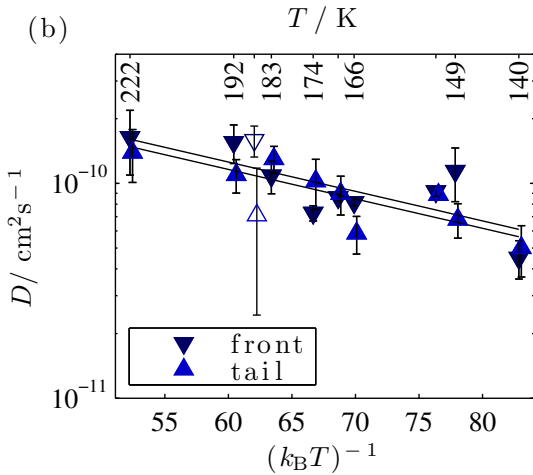 (b)
T / K
222 192 183 174 166 149 140
D/ cm²s⁻¹
10⁻¹⁰
10⁻¹¹
front
tail
55 60 65 70 75 80
(k_BT)⁻¹